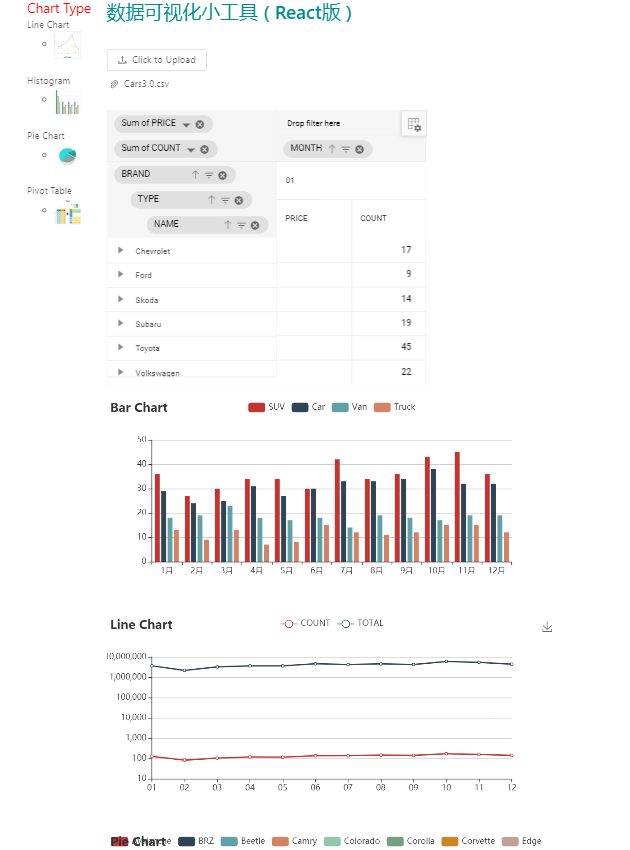 Chart Type
Line Chart
Histogram
Pie Chart
Pivot Table
数据可视化小工具 ( React版 )
Click to Upload
Cars3.0.csv
Sum of PRICE
Drop filter here
Sum of COUNT
MONTH
BRAND
01
TYPE
NAME
PRICE COUNT
Chevrolet 17
Ford 9
Skoda 14
Subaru 19
Toyota 45
Volkswagen 22
Bar Chart
SUV Car Van Truck
50
40
30
20
10
0
1月 2月 3月 4月 5月 6月 7月 8月 9月 10月 11月 12月
Line Chart
COUNT TOTAL
10,000,000
1,000,000
100,000
10,000
1,000
100
10
01 02 03 04 05 06 07 08 09 10 11 12
Pie Chart
BRZ Beetle Camry Colorado Corolla Corvette Edge